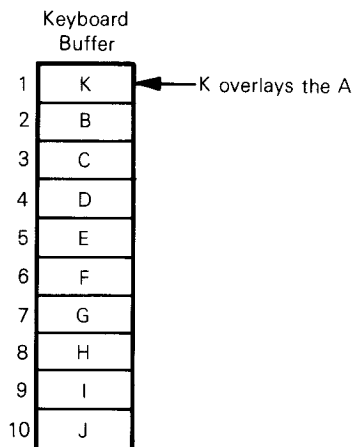 Keyboard
Buffer
1 K K overlays the A
2 B
3 C
4 D
5 E
6 F
7 G
8 H
9 I
10 J